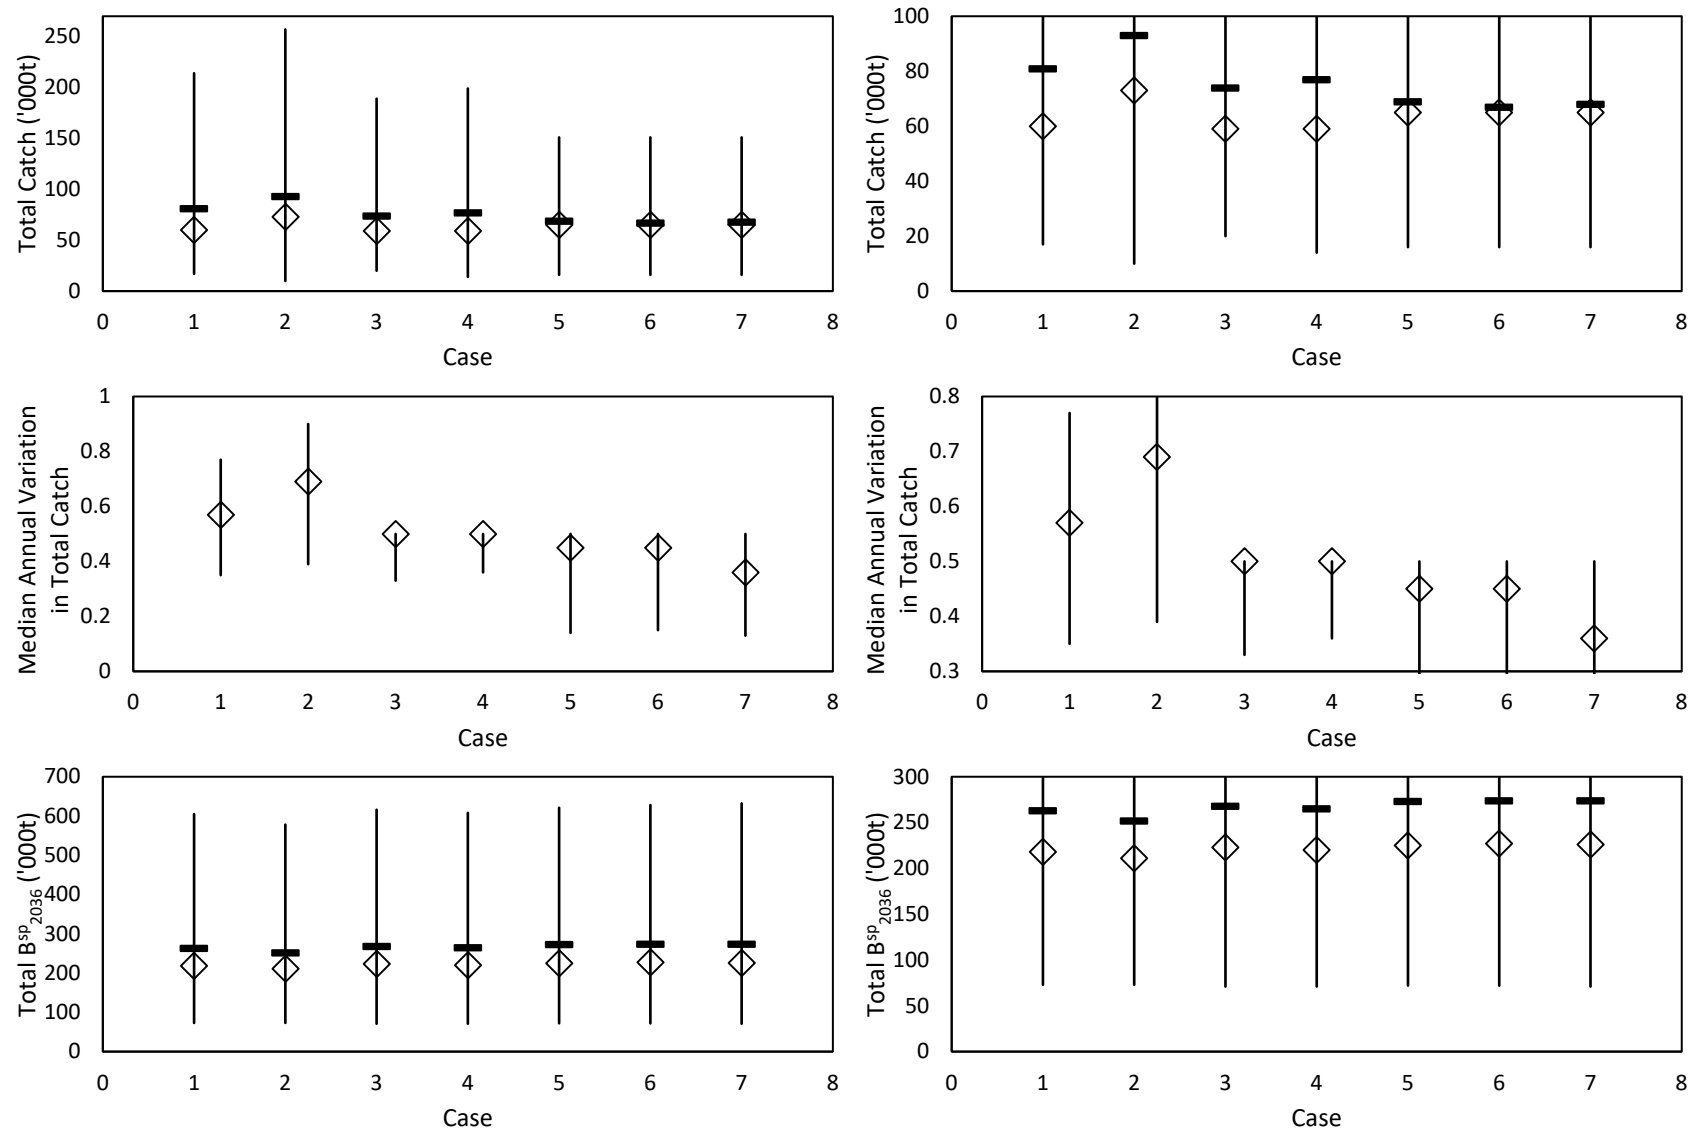 Total Catch ('000t)
250
200
150
100
50
0
0 1 2 3 4 5 6 7 8
Case
Total Catch ('000t)
100
80
60
40
20
0
0 1 2 3 4 5 6 7 8
Case
Median Annual Variation
in Total Catch
1
0.8
0.6
0.4
0.2
0
0 1 2 3 4 5 6 7 8
Case
Median Annual Variation
in Total Catch
0.8
0.7
0.6
0.5
0.4
0.3
0 1 2 3 4 5 6 7 8
Case
Total Bsp2036 ('000t)
700
600
500
400
300
200
100
0
0 1 2 3 4 5 6 7 8
Case
Total Bsp2036 ('000t)
300
250
200
150
100
50
0
0 1 2 3 4 5 6 7 8
Case